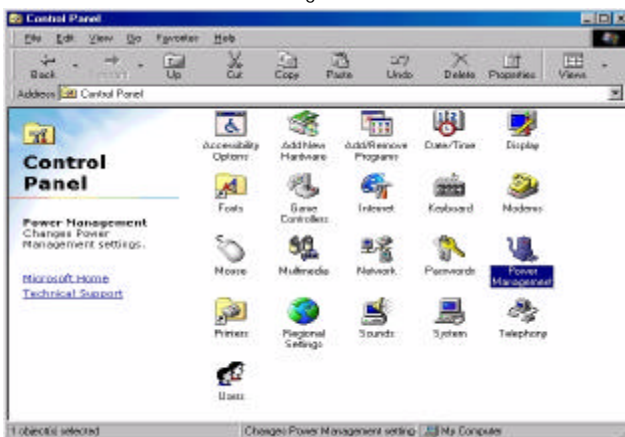 Control Panel
File Edit View Go Favorites Help
Back Forward Up Cut Copy Paste Undo Delete Properties Views
Address Control Panel
Control
Panel
Power Management
Changes Power
Management settings.
Microsoft Home
Technical Support
Accessibility
Options
Add New
Hardware
Add/Remove
Programs
Date/Time
Display
Fonts
Game
Controllers
Internet
Keyboard
Modems
Mouse
Multimedia
Network
Passwords
Power
Management
Printers
Regional
Settings
Sounds
System
Telephony
Users
1 object(s) selected Changes Power Management setting My Computer